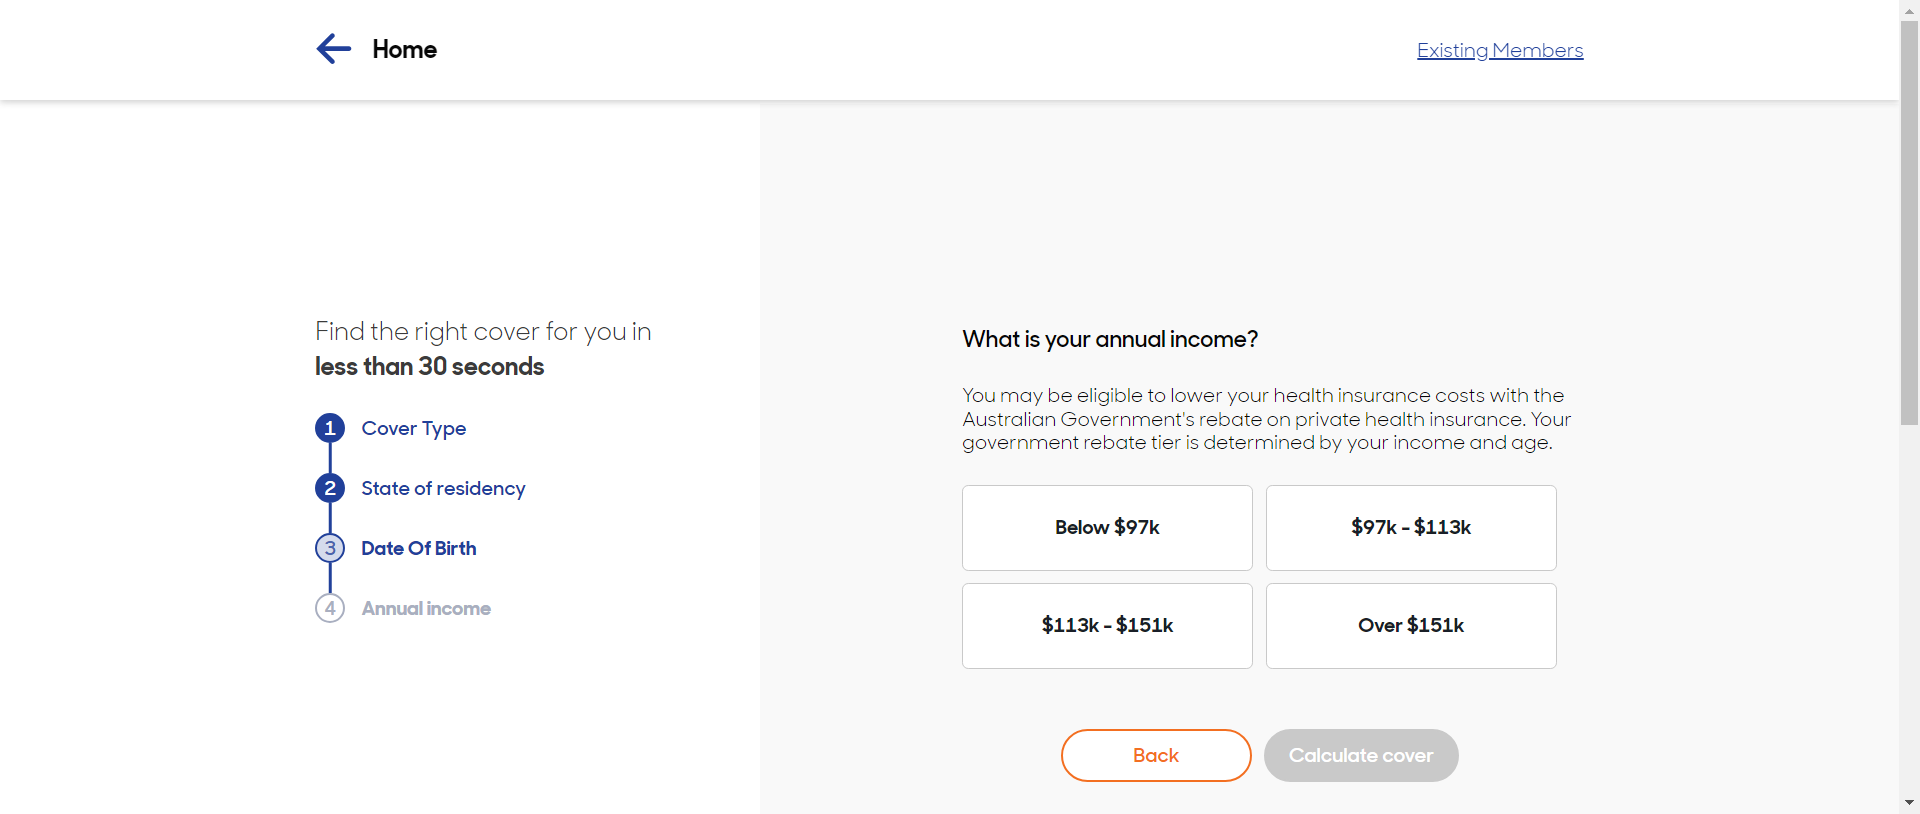 Home
Existing Members
Find the right cover for you in
less than 30 seconds
1 Cover Type
2 State of residency
3 Date Of Birth
4 Annual income
What is your annual income?
You may be eligible to lower your health insurance costs with the
Australian Government's rebate on private health insurance. Your
government rebate tier is determined by your income and age.
Below $97k
$97k - $113k
$113k - $151k
Over $151k
Back
Calculate cover